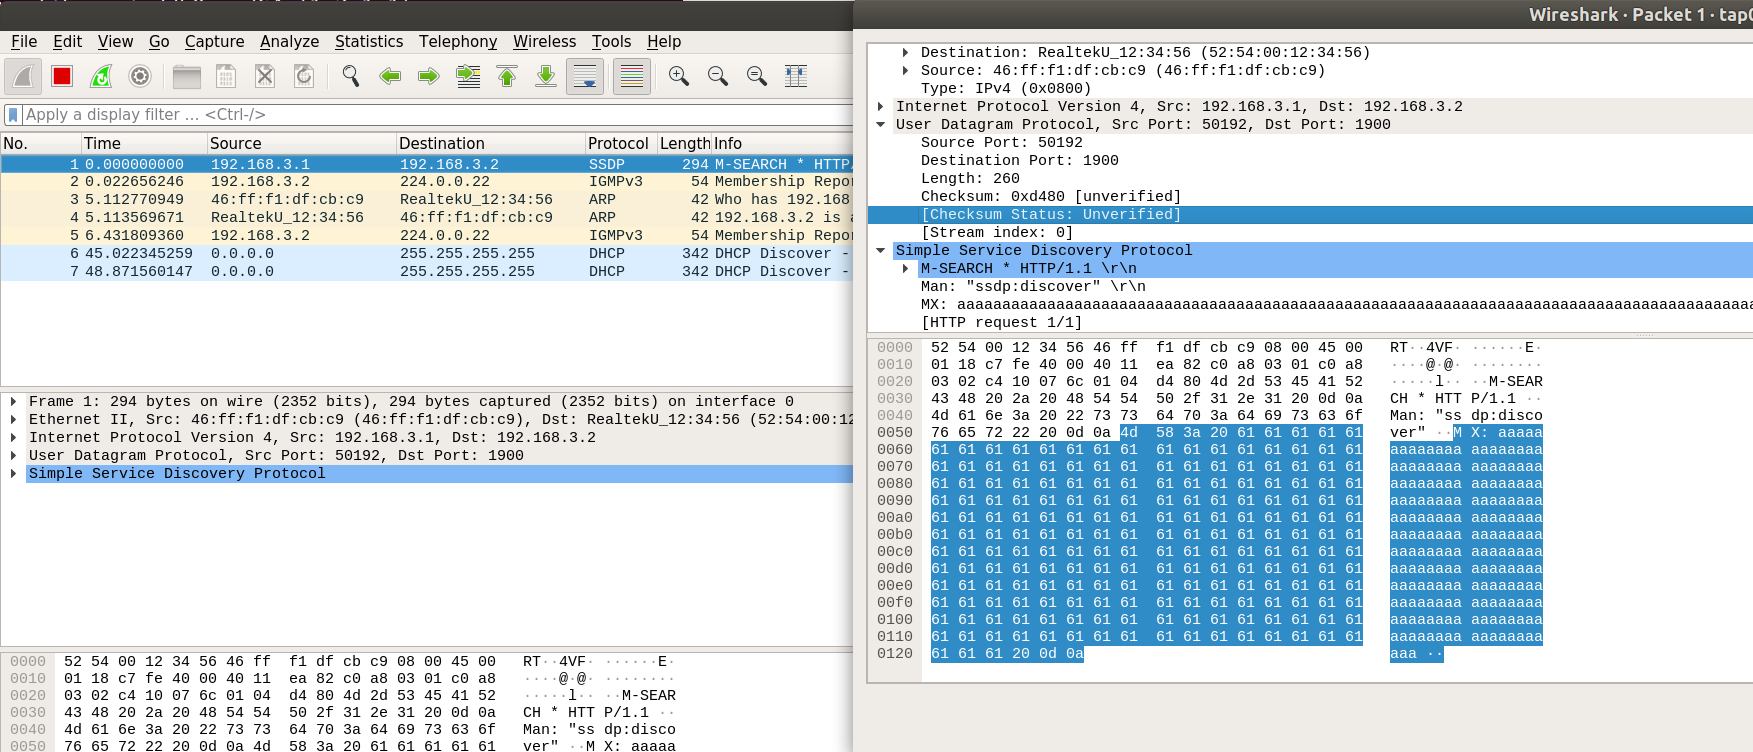 File Edit View Go Capture Analyze Statistics Telephony Wireless Tools Help
Apply a display filter ... <Ctrl-/>
No. Time Source Destination Protocol Length Info
1 0.000000000 192.168.3.1 192.168.3.2 SSDP 294 M-SEARCH * HTTP/
2 0.022656246 192.168.3.2 224.0.0.22 IGMPv3 54 Membership Repor
3 5.112770949 46:ff:f1:df:cb:c9 RealtekU_12:34:56 ARP 42 Who has 192.168
4 5.113569671 RealtekU_12:34:56 46:ff:f1:df:cb:c9 ARP 42 192.168.3.2 is a
5 6.431809360 192.168.3.2 224.0.0.22 IGMPv3 54 Membership Repor
6 45.022345259 0.0.0.0 255.255.255.255 DHCP 342 DHCP Discover -
7 48.871560147 0.0.0.0 255.255.255.255 DHCP 342 DHCP Discover -
Frame 1: 294 bytes on wire (2352 bits), 294 bytes captured (2352 bits) on interface 0
Ethernet II, Src: 46:ff:f1:df:cb:c9 (46:ff:f1:df:cb:c9), Dst: RealtekU_12:34:56 (52:54:00:12
Internet Protocol Version 4, Src: 192.168.3.1, Dst: 192.168.3.2
User Datagram Protocol, Src Port: 50192, Dst Port: 1900
Simple Service Discovery Protocol
0000 52 54 00 12 34 56 46 ff f1 df cb c9 08 00 45 00 RT··4VF· ······E·
0010 01 18 c7 fe 40 00 40 11 ea 82 c0 a8 03 01 c0 a8 ····@·@· ········
0020 03 02 c4 10 07 6c 01 04 d4 80 4d 2d 53 45 41 52 ·····l·· ··M-SEAR
0030 43 48 20 2a 20 48 54 54 50 2f 31 2e 31 20 0d 0a CH * HTT P/1.1 ··
0040 4d 61 6e 3a 20 22 73 73 64 70 3a 64 69 73 63 6f Man: "ss dp:disco
0050 76 65 72 22 20 0d 0a 4d 58 3a 20 61 61 61 61 61 ver" ··M X: aaaaa
Wireshark · Packet 1 · tap0
Destination: RealtekU_12:34:56 (52:54:00:12:34:56)
Source: 46:ff:f1:df:cb:c9 (46:ff:f1:df:cb:c9)
Type: IPv4 (0x0800)
Internet Protocol Version 4, Src: 192.168.3.1, Dst: 192.168.3.2
User Datagram Protocol, Src Port: 50192, Dst Port: 1900
Source Port: 50192
Destination Port: 1900
Length: 260
Checksum: 0xd480 [unverified]
[Checksum Status: Unverified]
[Stream index: 0]
Simple Service Discovery Protocol
M-SEARCH * HTTP/1.1 \r\n
Man: "ssdp:discover" \r\n
MX: aaaaaaaaaaaaaaaaaaaaaaaaaaaaaaaaaaaaaaaaaaaaaaaaaaaaaaaaaaaaaaaaaaaaaaaaaaaaaaaaaaaaaaaaa
[HTTP request 1/1]
0000 52 54 00 12 34 56 46 ff f1 df cb c9 08 00 45 00 RT··4VF· ······E·
0010 01 18 c7 fe 40 00 40 11 ea 82 c0 a8 03 01 c0 a8 ····@·@· ········
0020 03 02 c4 10 07 6c 01 04 d4 80 4d 2d 53 45 41 52 ·····l·· ··M-SEAR
0030 43 48 20 2a 20 48 54 54 50 2f 31 2e 31 20 0d 0a CH * HTT P/1.1 ··
0040 4d 61 6e 3a 20 22 73 73 64 70 3a 64 69 73 63 6f Man: "ss dp:disco
0050 76 65 72 22 20 0d 0a 4d 58 3a 20 61 61 61 61 61 ver" ··M X: aaaaa
0060 61 61 61 61 61 61 61 61 61 61 61 61 61 61 61 61 aaaaaaaa aaaaaaaa
0070 61 61 61 61 61 61 61 61 61 61 61 61 61 61 61 61 aaaaaaaa aaaaaaaa
0080 61 61 61 61 61 61 61 61 61 61 61 61 61 61 61 61 aaaaaaaa aaaaaaaa
0090 61 61 61 61 61 61 61 61 61 61 61 61 61 61 61 61 aaaaaaaa aaaaaaaa
00a0 61 61 61 61 61 61 61 61 61 61 61 61 61 61 61 61 aaaaaaaa aaaaaaaa
00b0 61 61 61 61 61 61 61 61 61 61 61 61 61 61 61 61 aaaaaaaa aaaaaaaa
00c0 61 61 61 61 61 61 61 61 61 61 61 61 61 61 61 61 aaaaaaaa aaaaaaaa
00d0 61 61 61 61 61 61 61 61 61 61 61 61 61 61 61 61 aaaaaaaa aaaaaaaa
00e0 61 61 61 61 61 61 61 61 61 61 61 61 61 61 61 61 aaaaaaaa aaaaaaaa
00f0 61 61 61 61 61 61 61 61 61 61 61 61 61 61 61 61 aaaaaaaa aaaaaaaa
0100 61 61 61 61 61 61 61 61 61 61 61 61 61 61 61 61 aaaaaaaa aaaaaaaa
0110 61 61 61 61 61 61 61 61 61 61 61 61 61 61 61 61 aaaaaaaa aaaaaaaa
0120 61 61 61 20 0d 0a aaa ··